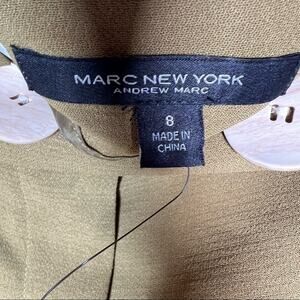 MARC NEW YORK
ANDREW MARC
8
MADE IN
CHINA